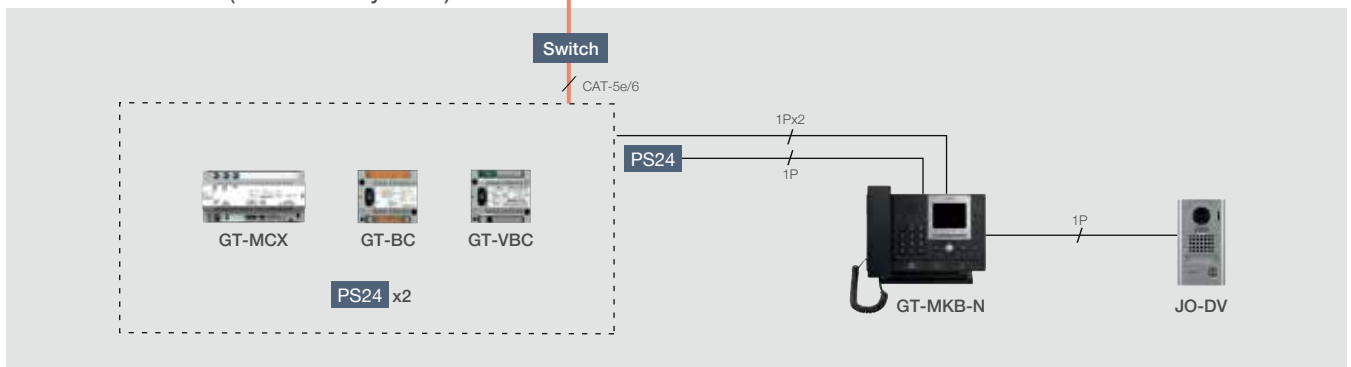 Switch
CAT-5e/6
1Px2
PS24
1P
GT-MCX
GT-BC
GT-VBC
1P
PS24 x2
GT-MKB-N
JO-DV